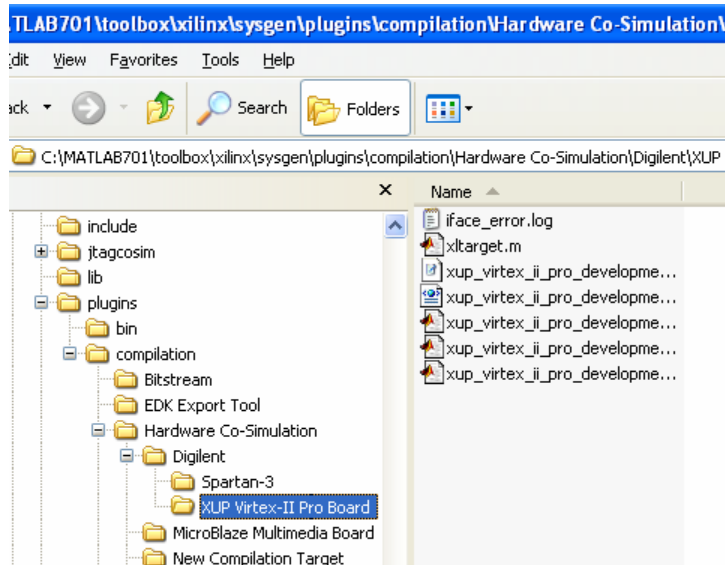 TLAB701\toolbox\xilinx\sysgen\plugins\compilation\Hardware Co-Simulation\
dit View Favorites Tools Help
ack Search Folders
C:\MATLAB701\toolbox\xilinx\sysgen\plugins\compilation\Hardware Co-Simulation\Digilent\XUP
x Name
include
jtagcosim
lib
plugins
bin
compilation
Bitstream
EDK Export Tool
Hardware Co-Simulation
Digilent
Spartan-3
XUP Virtex-II Pro Board
MicroBlaze Multimedia Board
New Compilation Target
iface_error.log
xltarget.m
xup_virtex_ii_pro_developme...
xup_virtex_ii_pro_developme...
xup_virtex_ii_pro_developme...
xup_virtex_ii_pro_developme...
xup_virtex_ii_pro_developme...